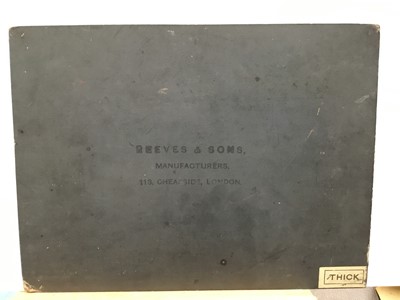 REEVES & SONS,
MANUFACTURERS,
113, CHEAPSIDE, LONDON.
THICK